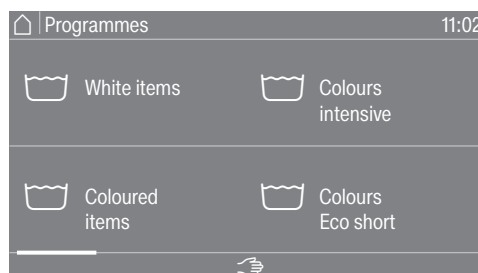 Programmes
11:02
White items
Colours
intensive
Coloured
items
Colours
Eco short